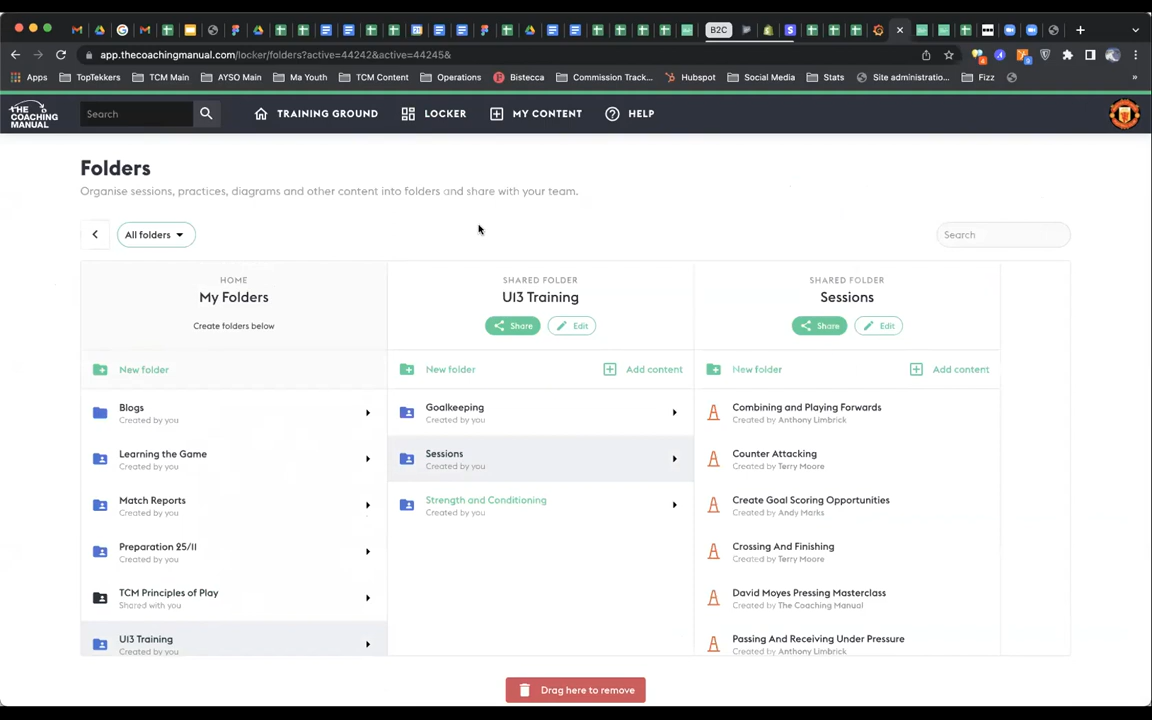 B2C
app.thecoachingmanual.com/locker/folders?active=44242&active=44245&
Apps TopTekkers TCM Main AYSO Main Ma Youth TCM Content Operations Bistecca Commission Track... Hubspot Social Media Stats Site administratio... Fizz »
THE COACHING MANUAL
Search TRAINING GROUND LOCKER MY CONTENT HELP
Folders
Organise sessions, practices, diagrams and other content into folders and share with your team.
All folders Search
HOME SHARED FOLDER SHARED FOLDER
My Folders U13 Training Sessions
Create folders below Share Edit Share Edit
New folder New folder Add content New folder Add content
Blogs Goalkeeping Combining and Playing Forwards
Created by you Created by you Created by Anthony Limbrick
Learning the Game Sessions Counter Attacking
Created by you Created by you Created by Terry Moore
Match Reports Strength and Conditioning Create Goal Scoring Opportunities
Created by you Created by you Created by Andy Marks
Preparation 25/11 Crossing And Finishing
Created by you Created by Terry Moore
TCM Principles of Play David Moyes Pressing Masterclass
Shared with you Created by The Coaching Manual
U13 Training Passing And Receiving Under Pressure
Created by you Created by Anthony Limbrick
Drag here to remove